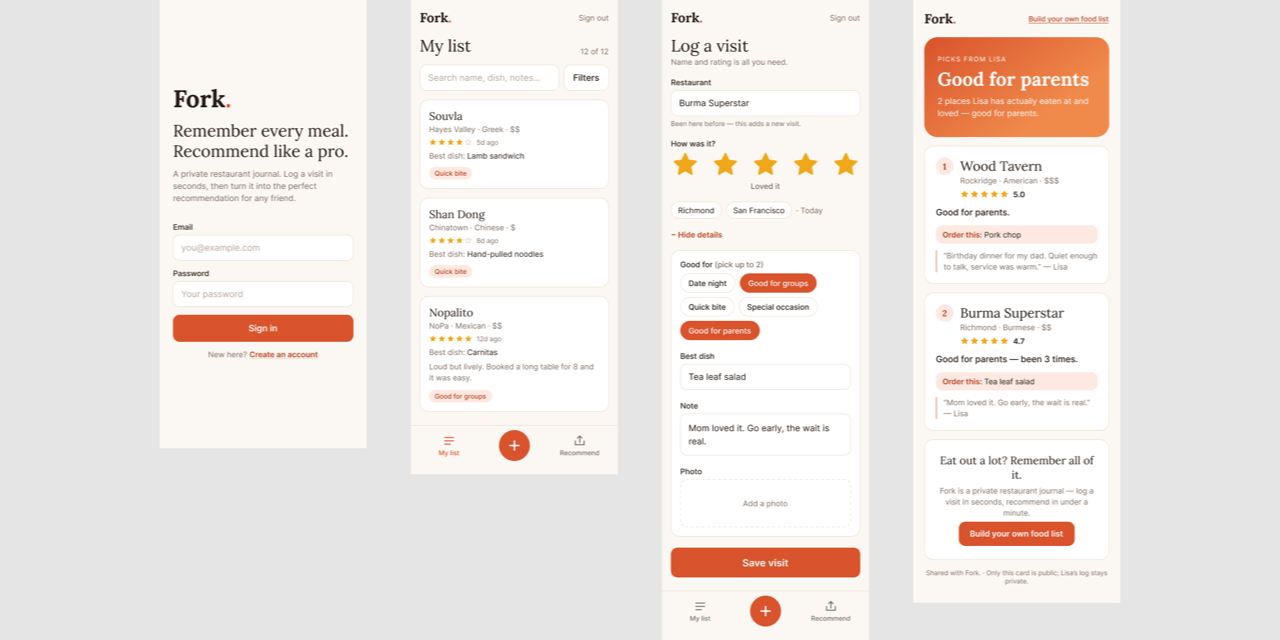 Fork.
Remember every meal.
Recommend like a pro.
A private restaurant journal. Log a visit in
seconds, then turn it into the perfect
recommendation for any friend.
Email
you@example.com
Password
Your password
Sign in
New here? Create an account
Fork.
Sign out
My list
12 of 12
Search name, dish, notes...
Filters
Souvla
Hayes Valley · Greek · $$
5d ago
Best dish: Lamb sandwich
Quick bite
Shan Dong
Chinatown · Chinese · $
8d ago
Best dish: Hand-pulled noodles
Quick bite
Nopalito
NoPa · Mexican · $$
12d ago
Best dish: Carnitas
Loud but lively. Booked a long table for 8 and
it was easy.
Good for groups
My list
+
Recommend
Fork.
Sign out
Log a visit
Name and rating is all you need.
Restaurant
Burma Superstar
Been here before — this adds a new visit.
How was it?
Loved it
Richmond
San Francisco
· Today
− Hide details
Good for (pick up to 2)
Date night
Good for groups
Quick bite
Special occasion
Good for parents
Best dish
Tea leaf salad
Note
Mom loved it. Go early, the wait is
real.
Photo
Add a photo
Save visit
My list
+
Recommend
Fork.
Build your own food list
PICKS FROM LISA
Good for parents
2 places Lisa has actually eaten at and
loved — good for parents.
1
Wood Tavern
Rockridge · American · $$$
5.0
Good for parents.
Order this: Pork chop
"Birthday dinner for my dad. Quiet enough
to talk, service was warm." — Lisa
2
Burma Superstar
Richmond · Burmese · $$
4.7
Good for parents — been 3 times.
Order this: Tea leaf salad
"Mom loved it. Go early, the wait is real."
— Lisa
Eat out a lot? Remember all of
it.
Fork is a private restaurant journal — log a
visit in seconds, recommend in under a
minute.
Build your own food list
Shared with Fork. · Only this card is public; Lisa's log stays
private.